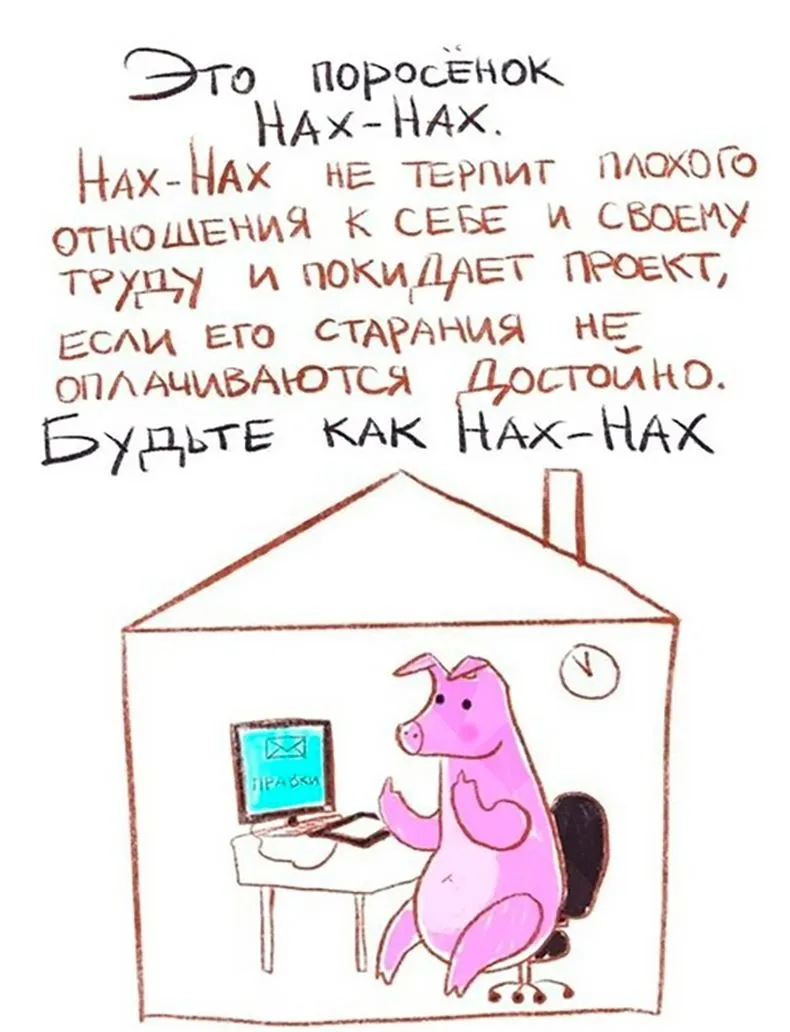 Это поросёнок
Нах-Нах.
Нах-Нах не терпит плохого
отношения к себе и своему
труду и покидает проект,
если его старания не
оплачиваются достойно.
Будьте как Нах-Нах
правки